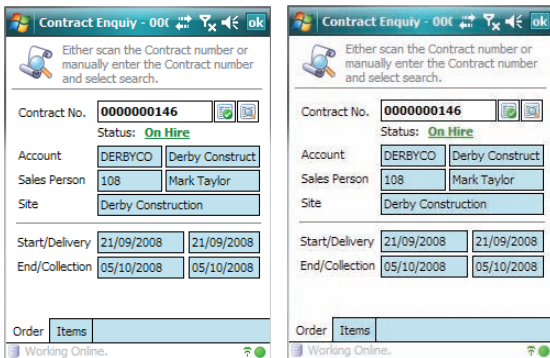 Contract Enquiy - 00(
ok
Either scan the Contract number or
manually enter the Contract number
and select search.
Contract No. 0000000146
Status: On Hire
Account DERBYCO Derby Construct
Sales Person 108 Mark Taylor
Site Derby Construction
Start/Delivery 21/09/2008 21/09/2008
End/Collection 05/10/2008 05/10/2008
Order Items
Working Online.
Contract Enquiy - 00(
ok
Either scan the Contract number or
manually enter the Contract number
and select search.
Contract No. 0000000146
Status: On Hire
Account DERBYCO Derby Construct
Sales Person 108 Mark Taylor
Site Derby Construction
Start/Delivery 21/09/2008 21/09/2008
End/Collection 05/10/2008 05/10/2008
Order Items
Working Online.